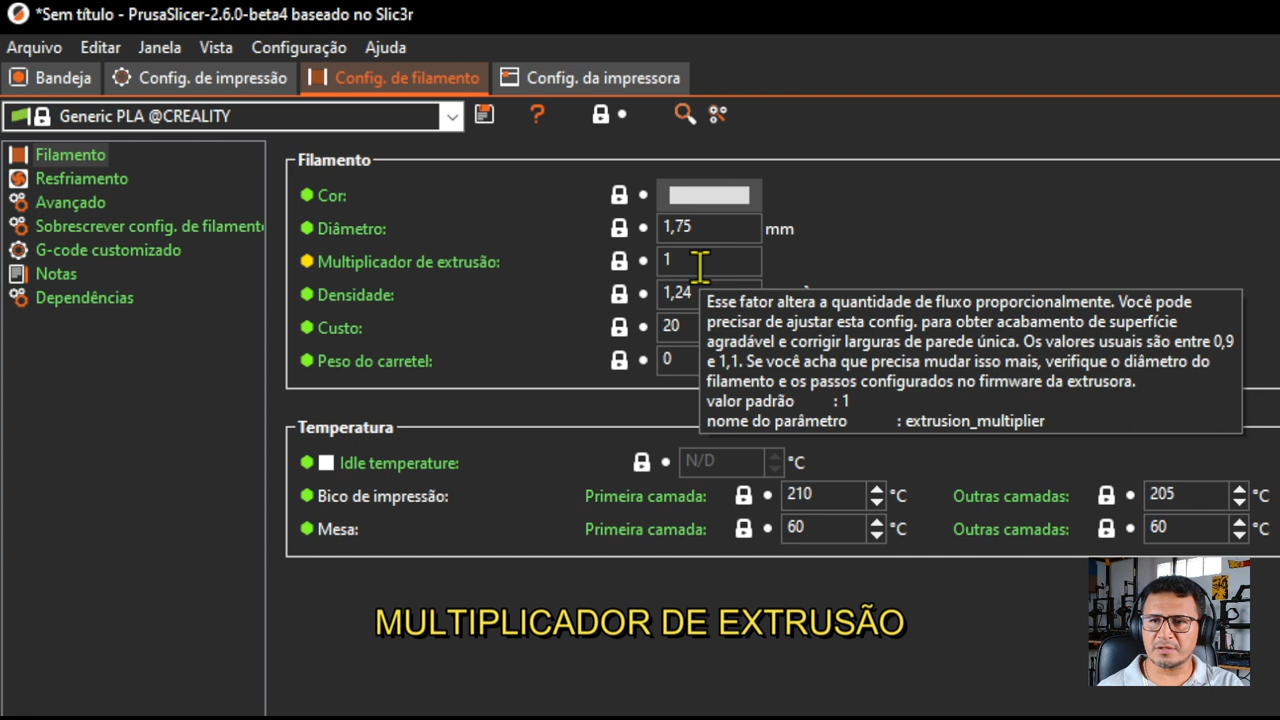 *Sem título - PrusaSlicer-2.6.0-beta4 baseado no Slic3r
Arquivo Editar Janela Vista Configuração Ajuda
Bandeja Config. de impressão Config. de filamento Config. da impressora
Generic PLA @CREALITY
Filamento
Resfriamento
Avançado
Sobrescrever config. de filament
G-code customizado
Notas
Dependências
Filamento
Cor:
Diâmetro: 1,75 mm
Multiplicador de extrusão: 1
Densidade: 1,24
Custo: 20
Peso do carretel: 0
Esse fator altera a quantidade de fluxo proporcionalmente. Você pode
precisar de ajustar esta config. para obter acabamento de superfície
agradável e corrigir larguras de parede única. Os valores usuais são entre 0,9
e 1,1. Se você acha que precisa mudar isso mais, verifique o diâmetro do
filamento e os passos configurados no firmware da extrusora.
valor padrão : 1
nome do parâmetro : extrusion_multiplier
Temperatura
Idle temperature: N/D °C
Bico de impressão: Primeira camada: 210 °C Outras camadas: 205 °C
Mesa: Primeira camada: 60 °C Outras camadas: 60 °C
MULTIPLICADOR DE EXTRUSÃO